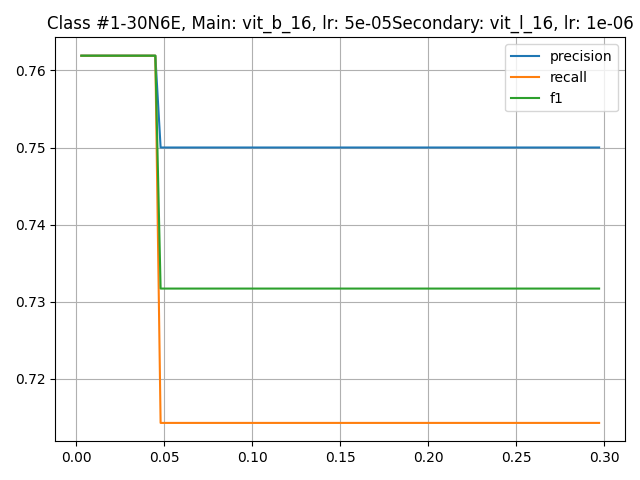 Class #1-30N6E, Main: vit_b_16, lr: 5e-05Secondary: vit_l_16, lr: 1e-06
precision
recall
f1
0.76
0.75
0.74
0.73
0.72
0.00 0.05 0.10 0.15 0.20 0.25 0.30